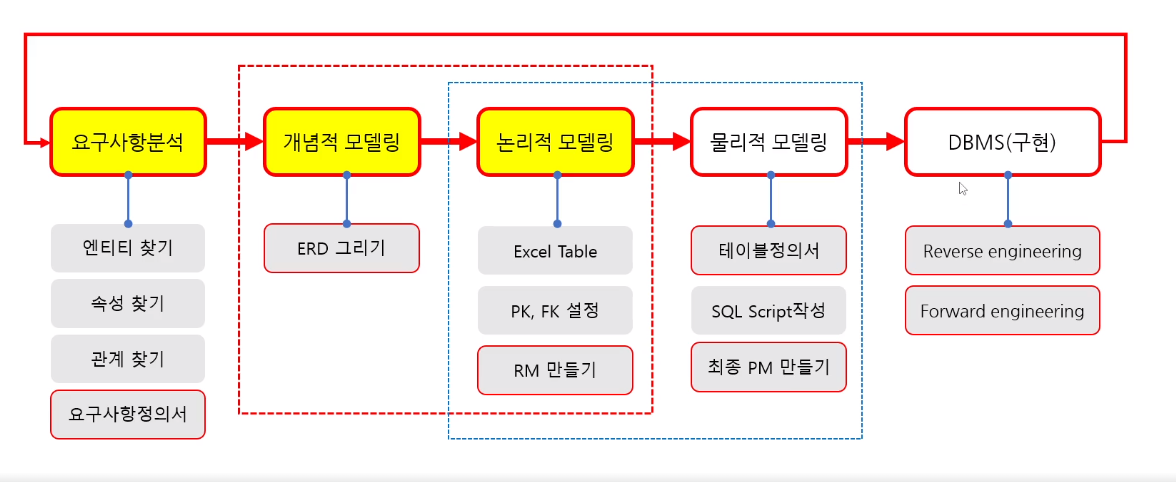 요구사항분석
개념적 모델링
논리적 모델링
물리적 모델링
DBMS(구현)
엔티티 찾기
속성 찾기
관계 찾기
요구사항정의서
ERD 그리기
Excel Table
PK, FK 설정
RM 만들기
테이블정의서
SQL Script작성
최종 PM 만들기
Reverse engineering
Forward engineering